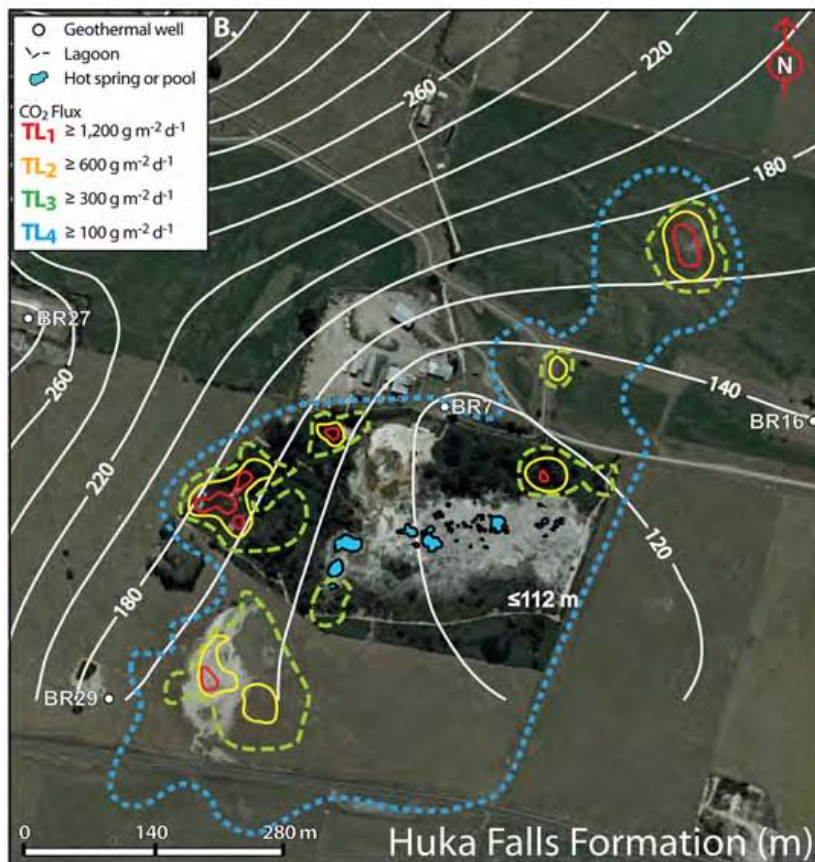 B.
Geothermal well
Lagoon
Hot spring or pool
CO₂ Flux
TL₁ ≥ 1,200 g m⁻² d⁻¹
TL₂ ≥ 600 g m⁻² d⁻¹
TL₃ ≥ 300 g m⁻² d⁻¹
TL₄ ≥ 100 g m⁻² d⁻¹
N
220
260
260
180
BR27
260
140
BR7
BR16
220
120
180
≤112 m
BR29
0 140 280 m
Huka Falls Formation (m)